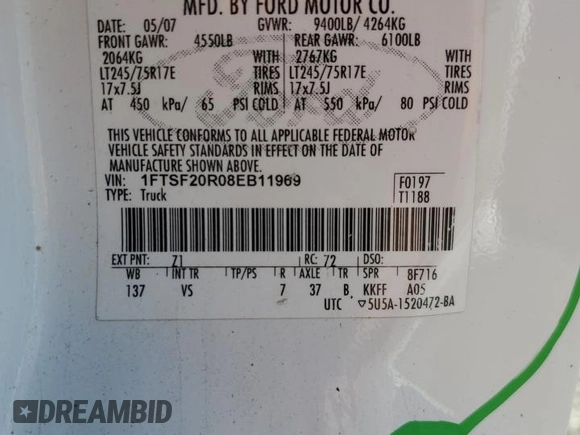 MFD. BY FORD MOTOR CO.
DATE: 05/07 GVWR: 9400LB/ 4264KG
FRONT GAWR: 4550LB REAR GAWR: 6100LB
2064KG WITH 2767KG WITH
LT245/75R17E TIRES LT245/75R17E TIRES
17x7.5J RIMS 17x7.5J RIMS
AT 450 kPa/ 65 PSI COLD AT 550 kPa/ 80 PSI COLD
THIS VEHICLE CONFORMS TO ALL APPLICABLE FEDERAL MOTOR
VEHICLE SAFETY STANDARDS IN EFFECT ON THE DATE OF
MANUFACTURE SHOWN ABOVE.
VIN: 1FTSF20R08EB11969 F0197
TYPE: Truck T1188
EXT PNT: Z1 RC: 72 DSO:
WB INT TR TP/PS R AXLE TR SPR 8F716
137 VS 7 37 B KKFF A05
UTC ▽5U5A-1520472-BA
Ford
DREAMBID